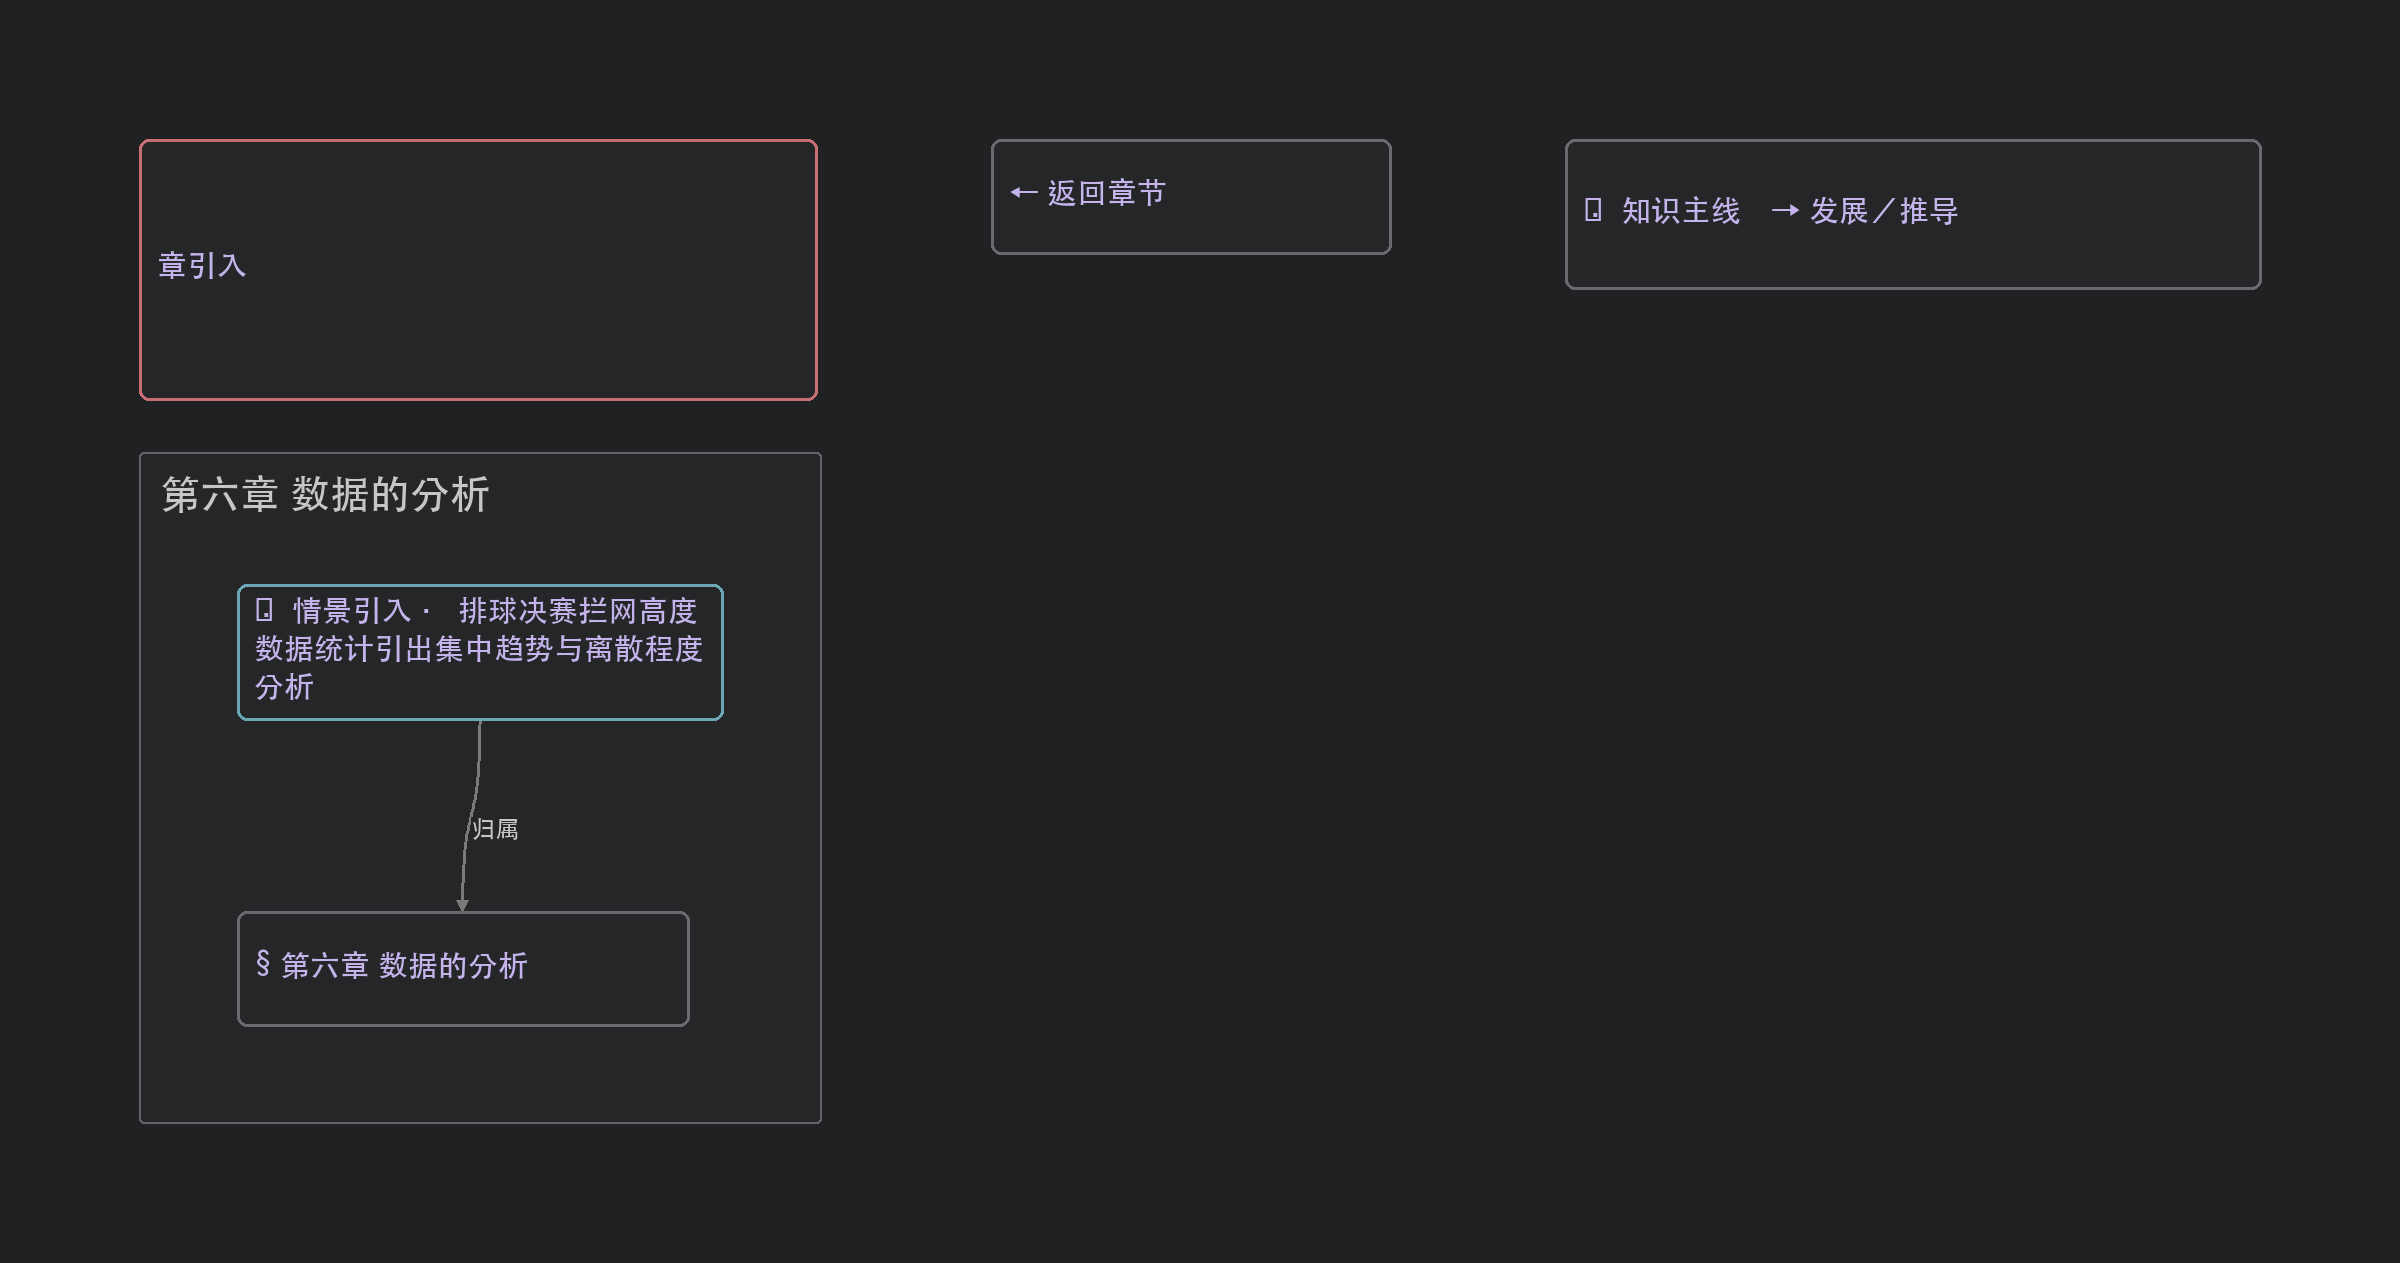 章引入
← 返回章节
知识主线 → 发展／推导
第六章 数据的分析
情景引入· 排球决赛拦网高度
数据统计引出集中趋势与离散程度
分析
归属
§ 第六章 数据的分析